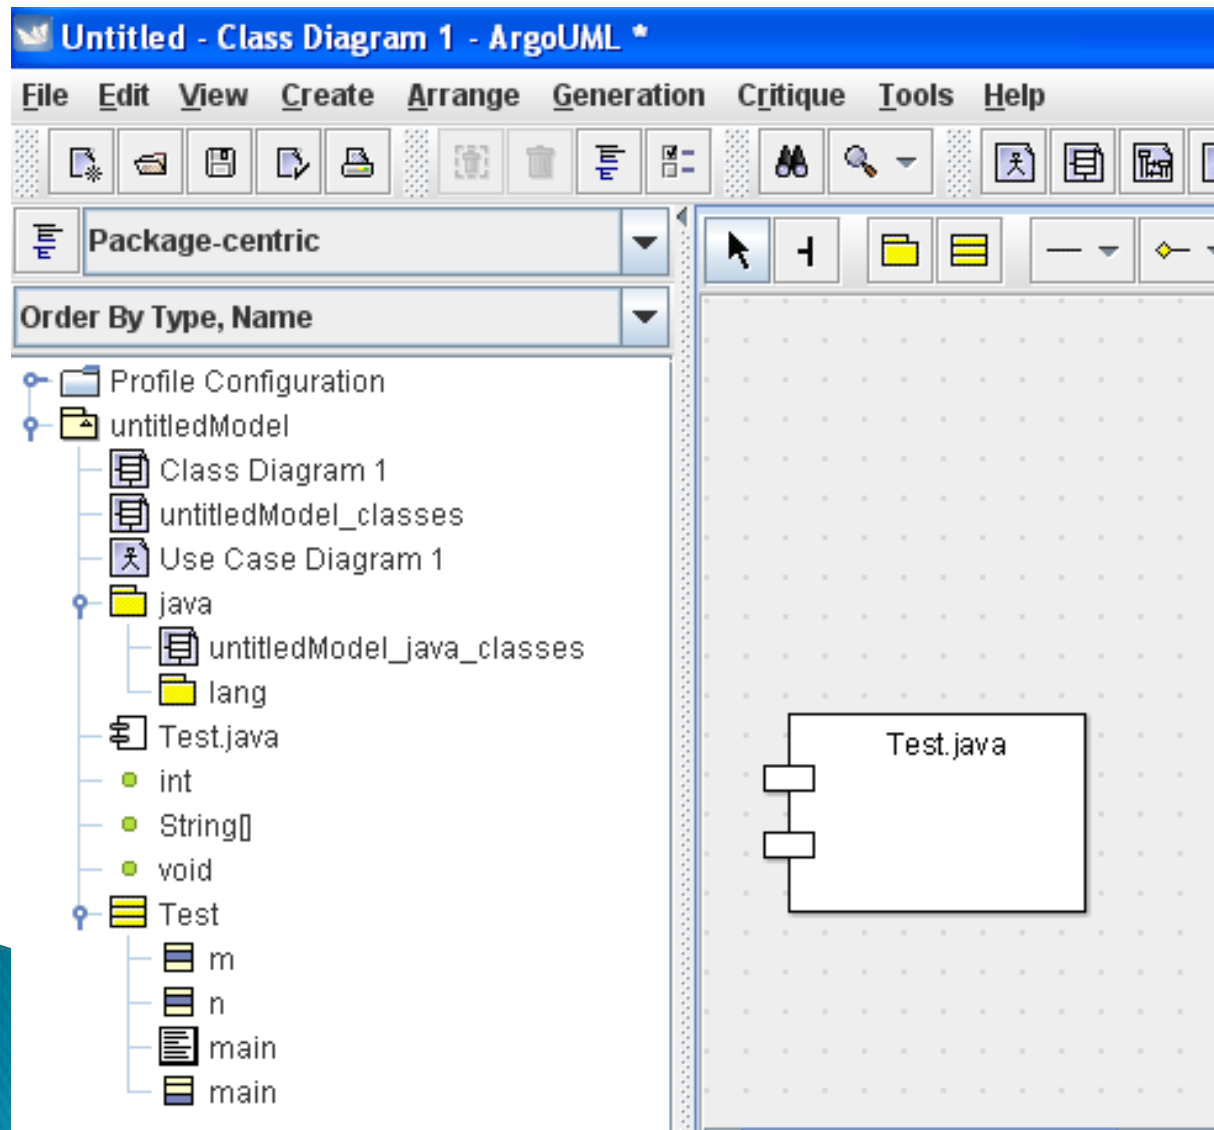 Untitled - Class Diagram 1 - ArgoUML *
File Edit View Create Arrange Generation Critique Tools Help
Package-centric
Order By Type, Name
Profile Configuration
untitledModel
Class Diagram 1
untitledModel_classes
Use Case Diagram 1
java
untitledModel_java_classes
lang
Test.java
int
String[]
void
Test
m
n
main
main
Test.java